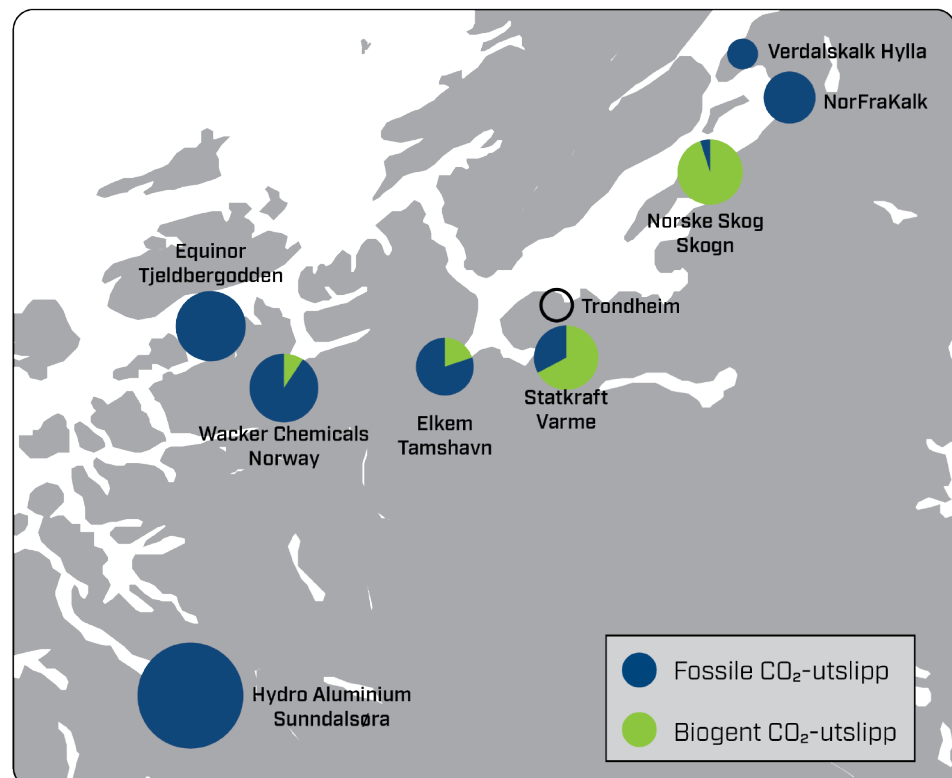 Verdalskalk Hylla
NorFraKalk
Norske Skog
Skogn
Equinor
Tjeldbergodden
Trondheim
Statkraft
Varme
Elkem
Tamshavn
Wacker Chemicals
Norway
Hydro Aluminium
Sunndalsøra
Fossile CO₂-utslipp
Biogent CO₂-utslipp